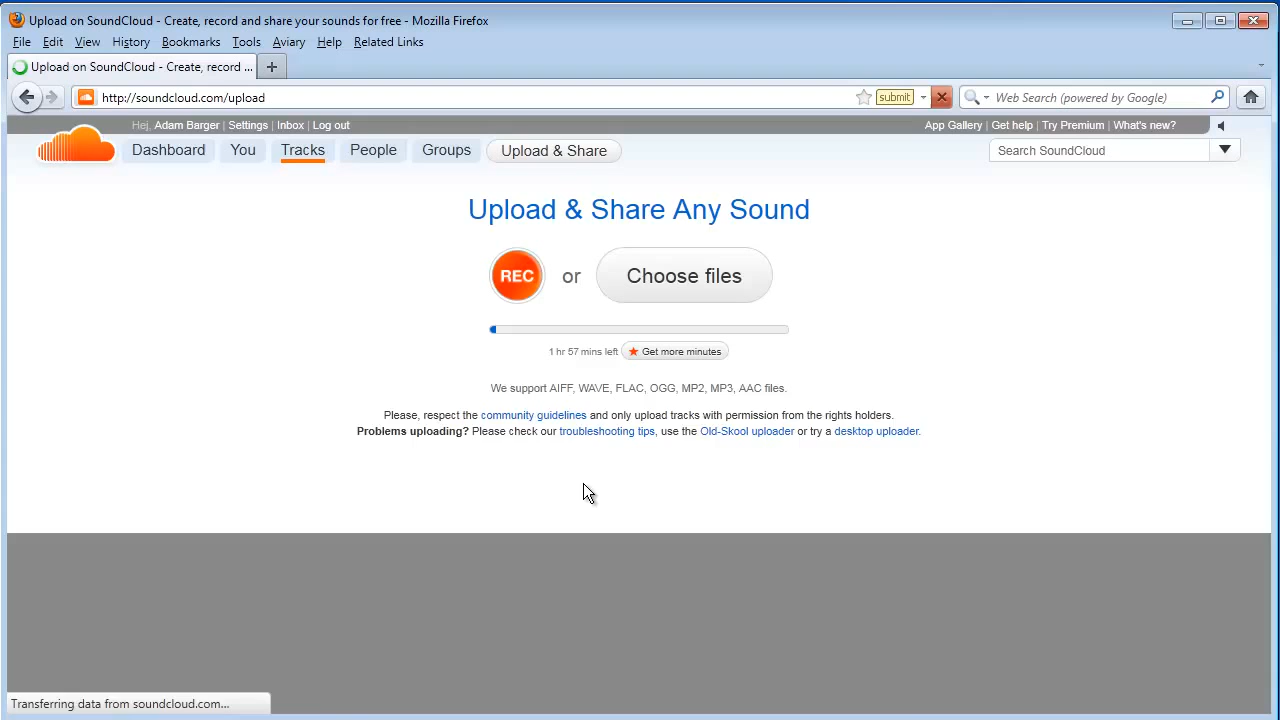 Upload on SoundCloud - Create, record and share your sounds for free - Mozilla Firefox
File Edit View History Bookmarks Tools Aviary Help Related Links
Upload on SoundCloud - Create, record ...
http://soundcloud.com/upload submit Web Search (powered by Google)
Hej, Adam Barger | Settings | Inbox | Log out App Gallery | Get help | Try Premium | What's new?
Dashboard You Tracks People Groups Upload & Share Search SoundCloud
Upload & Share Any Sound
REC or Choose files
1 hr 57 mins left Get more minutes
We support AIFF, WAVE, FLAC, OGG, MP2, MP3, AAC files.
Please, respect the community guidelines and only upload tracks with permission from the rights holders.
Problems uploading? Please check our troubleshooting tips, use the Old-Skool uploader or try a desktop uploader.
Transferring data from soundcloud.com...